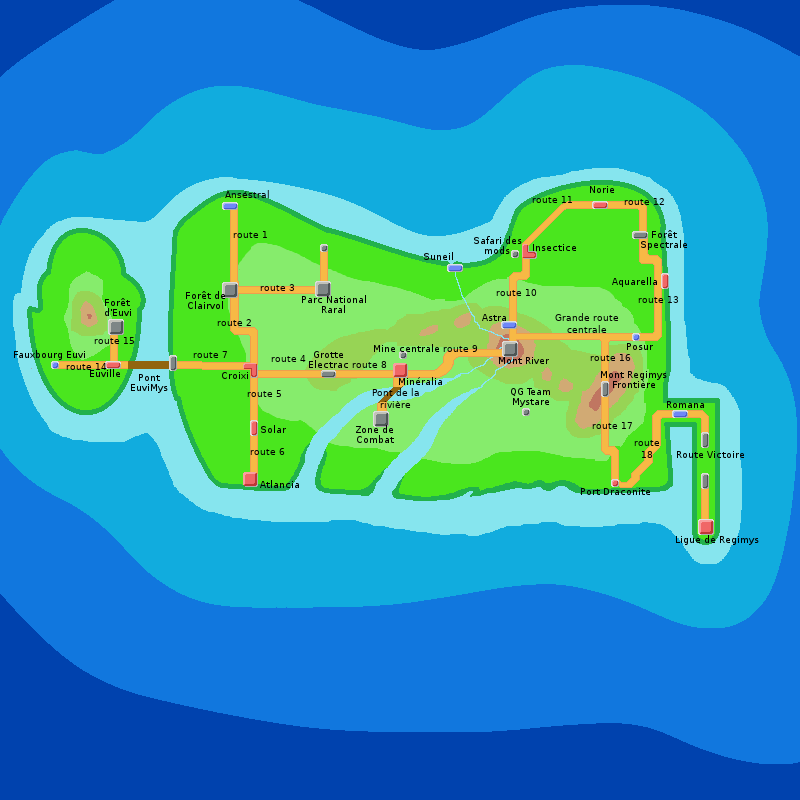 Norie
Anséstral
route 11
route 12
route 1
Forêt
Spectrale
Safari des
mods
Insectice
Suneil
Aquarella
route 3
Forêt de
Clairvol
Parc National
Raral
route 10
route 13
Forêt
d'Euvi
Astra
Grande route
centrale
route 2
route 15
Posur
Fauxbourg Euvi
route 7
route 4
Grotte
Electrac
Mine centrale
route 9
route 16
Mont River
route 14
Euville
route 8
Croixi
Minéralia
Mont Regimys
Frontiere
Pont
EuviMys
route 5
Pont de la
rivière
QG Team
Mystare
Romana
Solar
Zone de
Combat
route 17
route 6
route
18
Route Victoire
Atlancia
Port Draconite
Ligue de Regimys